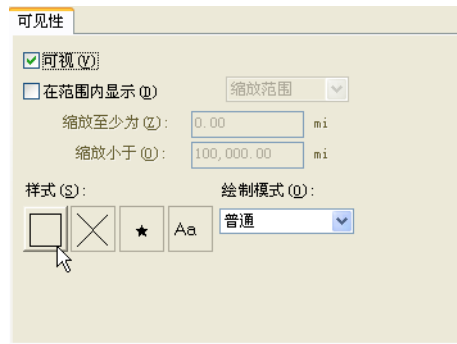 可见性
可视(V)
在范围内显示(D) 缩放范围
缩放至少为(Z): 0.00 mi
缩放小于(O): 100,000.00 mi
样式(S): 绘制模式(O):
Aa 普通